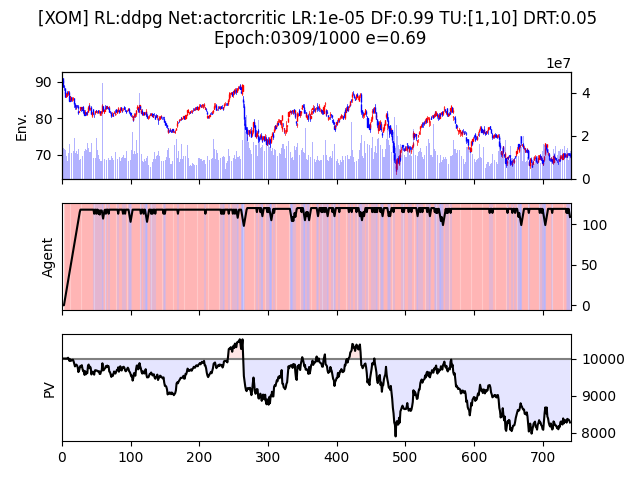 [XOM] RL:ddpg Net:actorcritic LR:1e-05 DF:0.99 TU:[1,10] DRT:0.05
Epoch:0309/1000 e=0.69
1e7
90
80
70
Env.
4
2
0
Agent
100
50
0
PV
10000
9000
8000
0 100 200 300 400 500 600 700